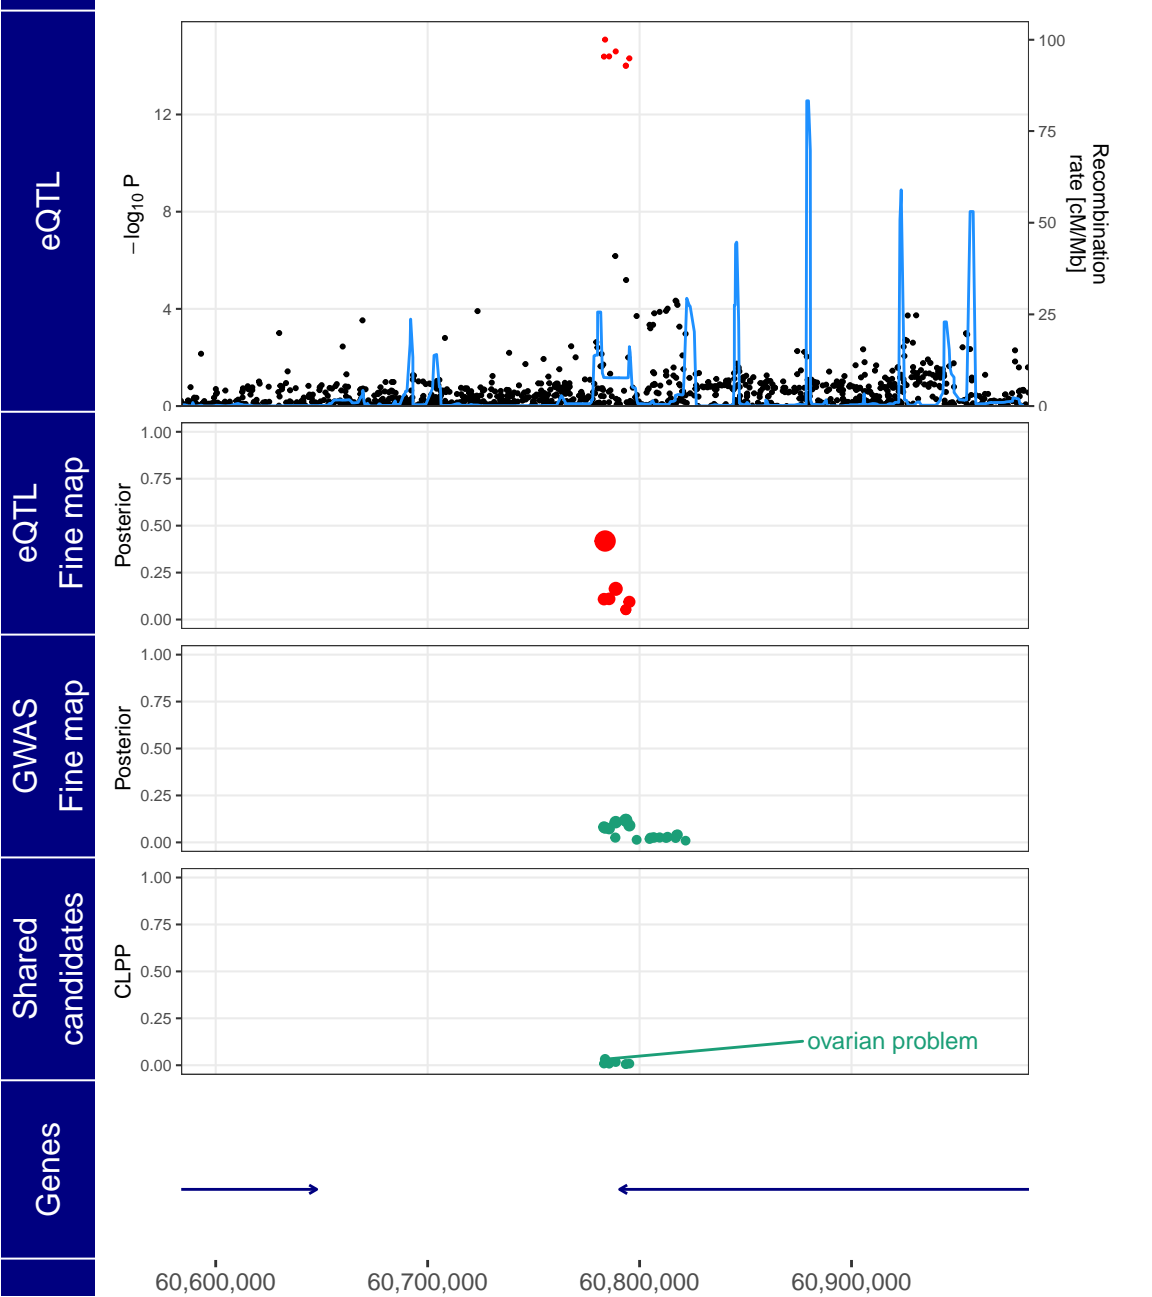 eQTL
−log10 P
12
8
4
0
100
75
50
25
0
Recombination
rate [cM/Mb]
eQTL
Fine map
Posterior
1.00
0.75
0.50
0.25
0.00
GWAS
Fine map
Posterior
1.00
0.75
0.50
0.25
0.00
Shared
candidates
CLPP
1.00
0.75
0.50
0.25
0.00
ovarian problem
Genes
60,600,000
60,700,000
60,800,000
60,900,000